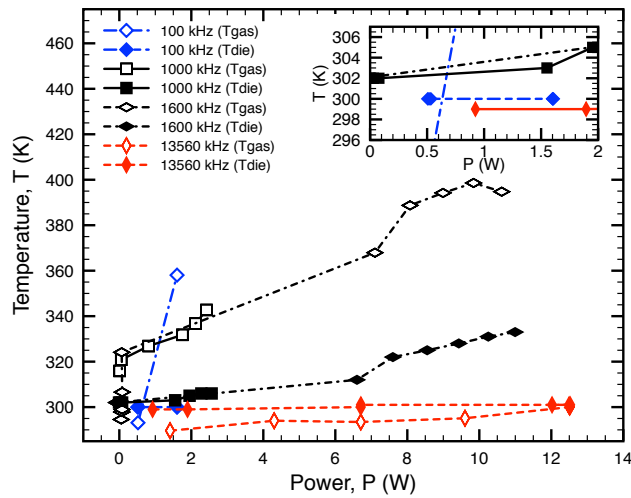 460
440
420
400
380
360
340
320
300
Temperature, T (K)
0
2
4
6
8
10
12
14
Power, P (W)
100 kHz (Tgas)
100 kHz (Tdie)
1000 kHz (Tgas)
1000 kHz (Tdie)
1600 kHz (Tgas)
1600 kHz (Tdie)
13560 kHz (Tgas)
13560 kHz (Tdie)
306
304
302
300
298
296
T (K)
0
0.5
1
1.5
2
P (W)